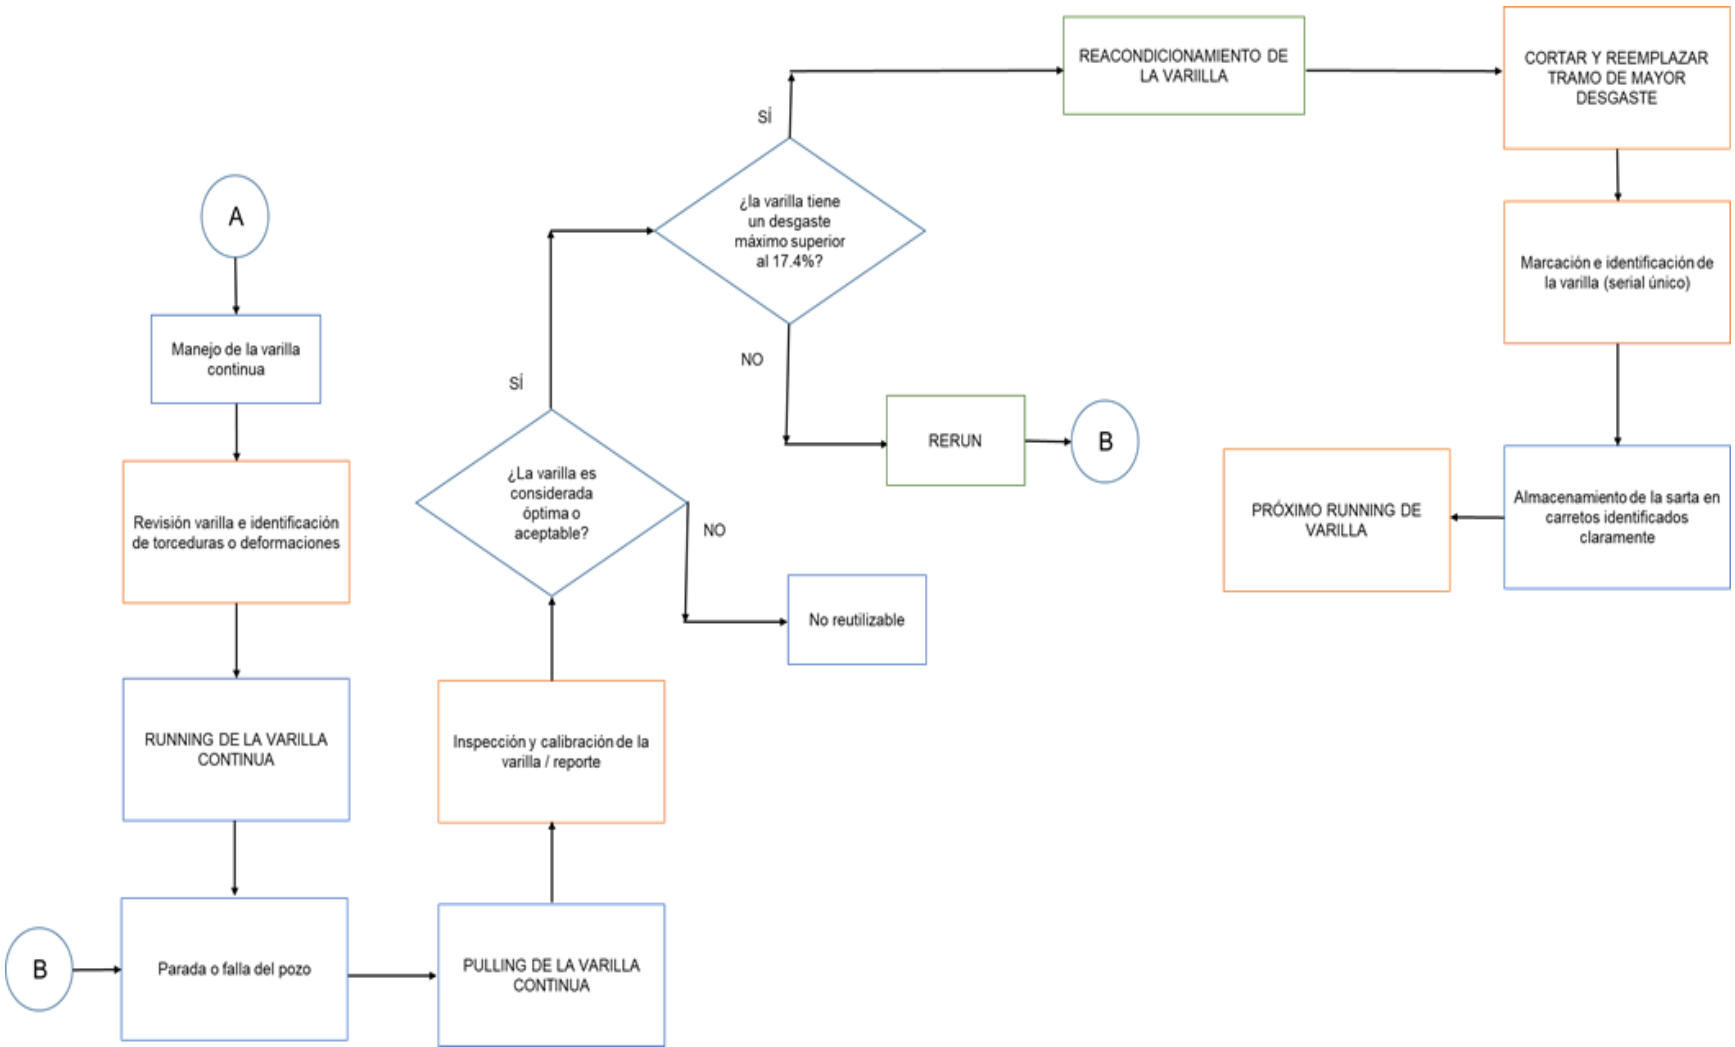 A
Manejo de la varilla
continua
Revisión varilla e identificación
de torceduras o deformaciones
RUNNING DE LA VARILLA
CONTINUA
B
Parada o falla del pozo
PULLING DE LA VARILLA
CONTINUA
Inspección y calibración de la
varilla / reporte
¿La varilla es
considerada
óptima o
aceptable?
NO
No reutilizable
SÍ
¿la varilla tiene
un desgaste
máximo superior
al 17.4%?
NO
RERUN
B
SÍ
REACONDICIONAMIENTO DE
LA VARIILLA
CORTAR Y REEMPLAZAR
TRAMO DE MAYOR
DESGASTE
Marcación e identificación de
la varilla (serial único)
Almacenamiento de la sarta en
carretos identificados
claramente
PRÓXIMO RUNNING DE
VARILLA